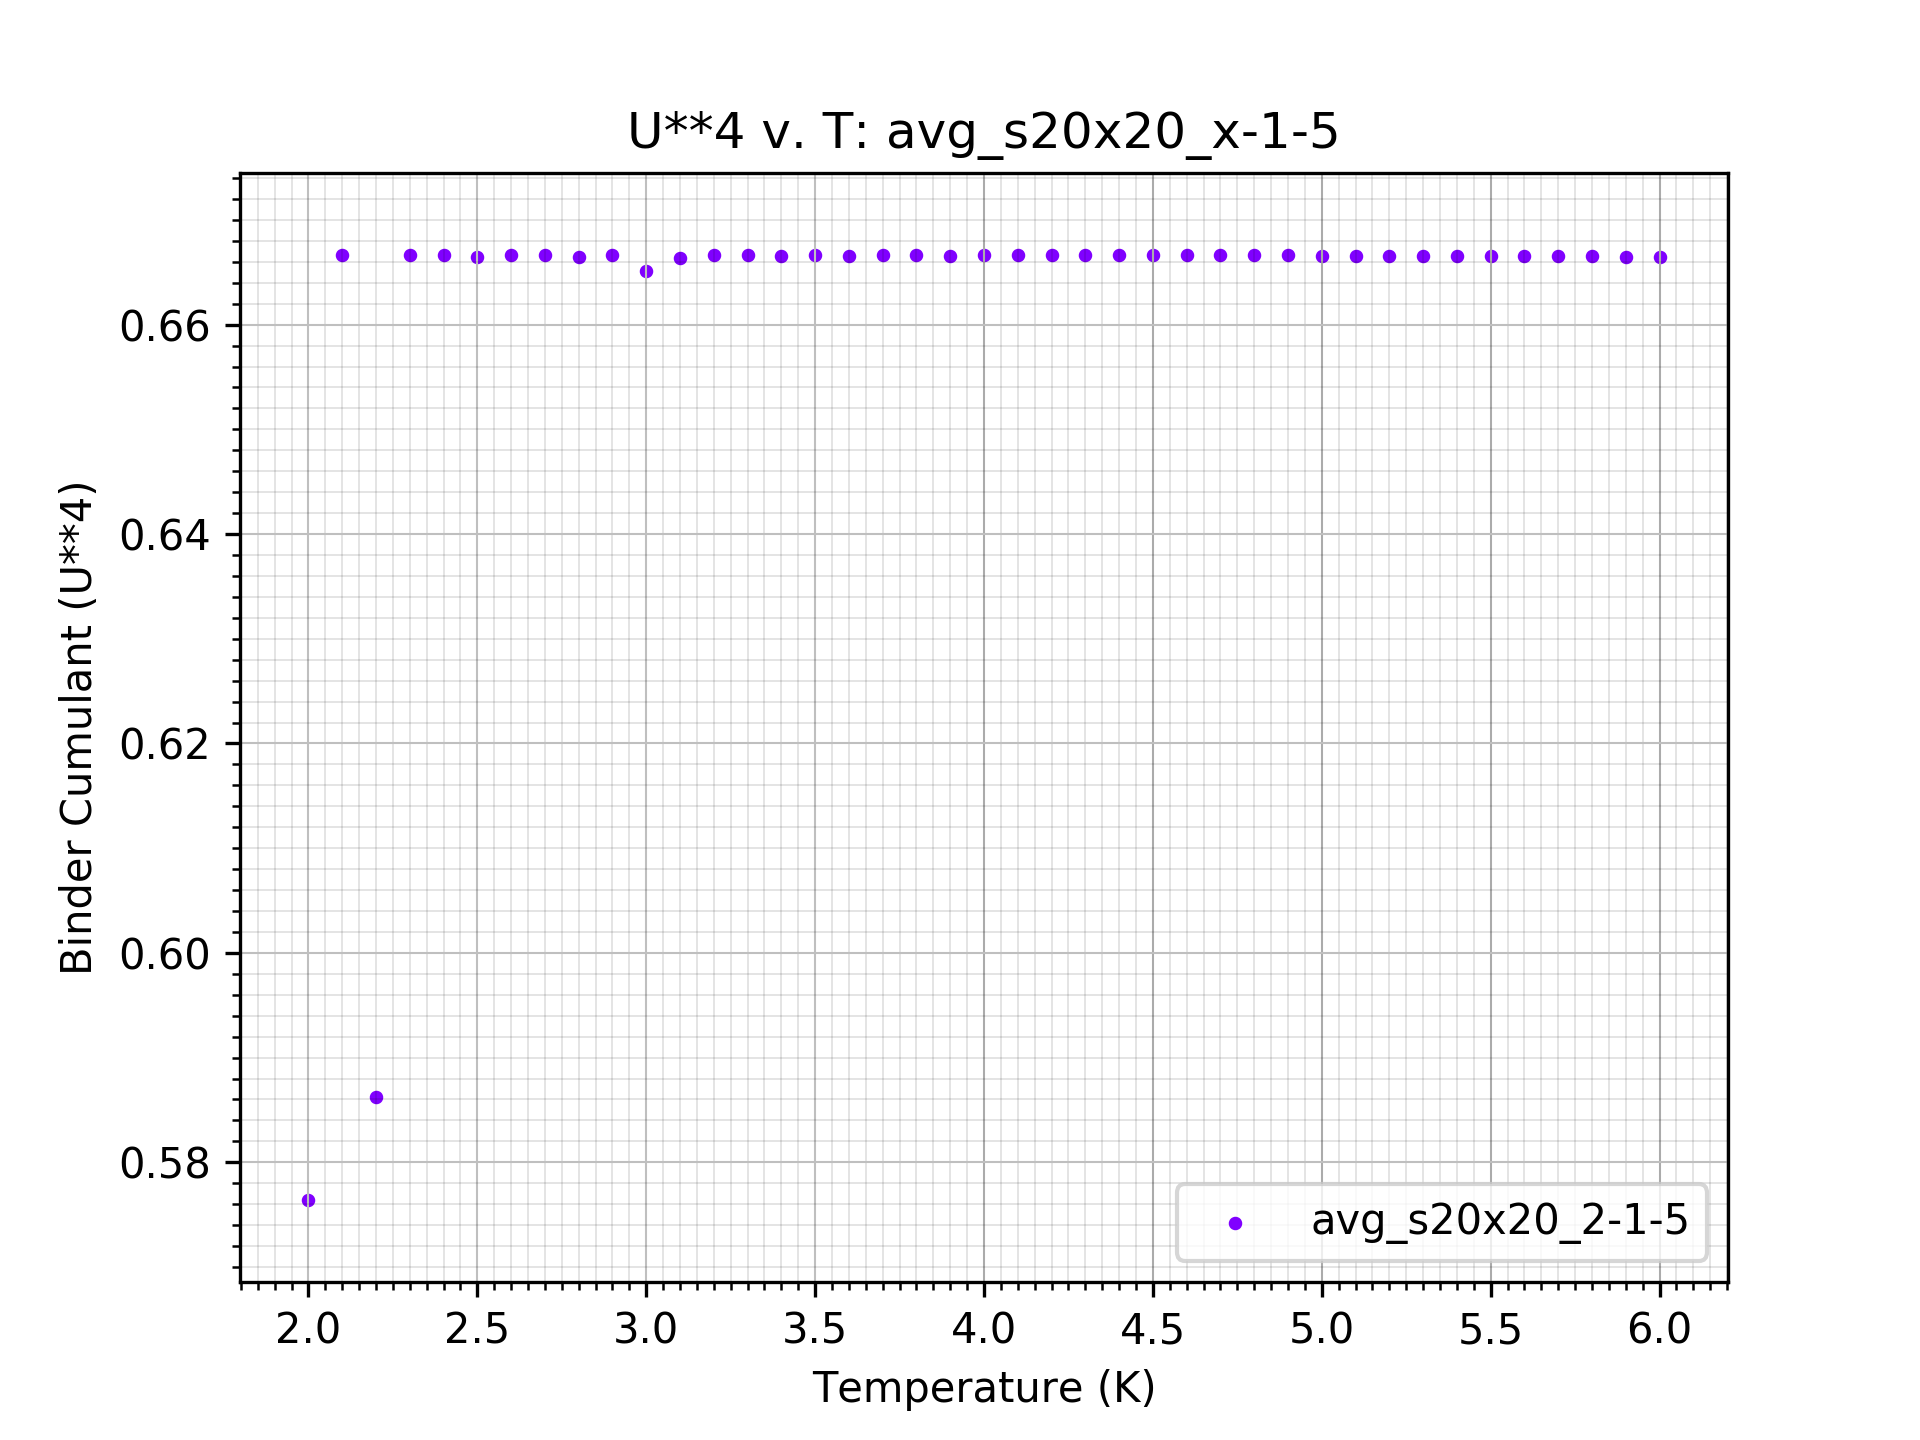 U**4 v. T: avg_s20x20_x-1-5
Binder Cumulant (U**4)
0.66
0.64
0.62
0.60
0.58
avg_s20x20_2-1-5
2.0 2.5 3.0 3.5 4.0 4.5 5.0 5.5 6.0
Temperature (K)